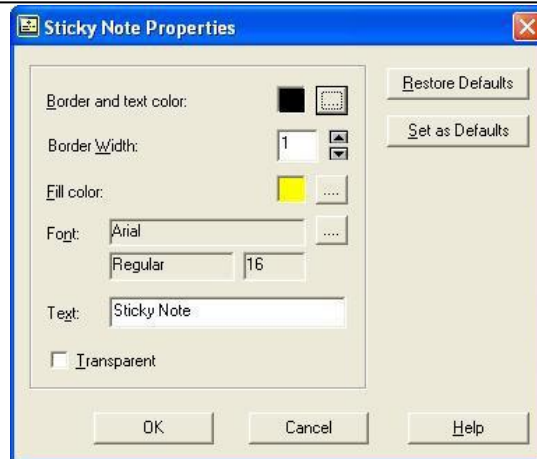 Sticky Note Properties
Border and text color:
....
Restore Defaults
Border Width:
1
Set as Defaults
Fill color:
....
Font:
Arial
....
Regular
16
Text:
Sticky Note
Transparent
OK
Cancel
Help